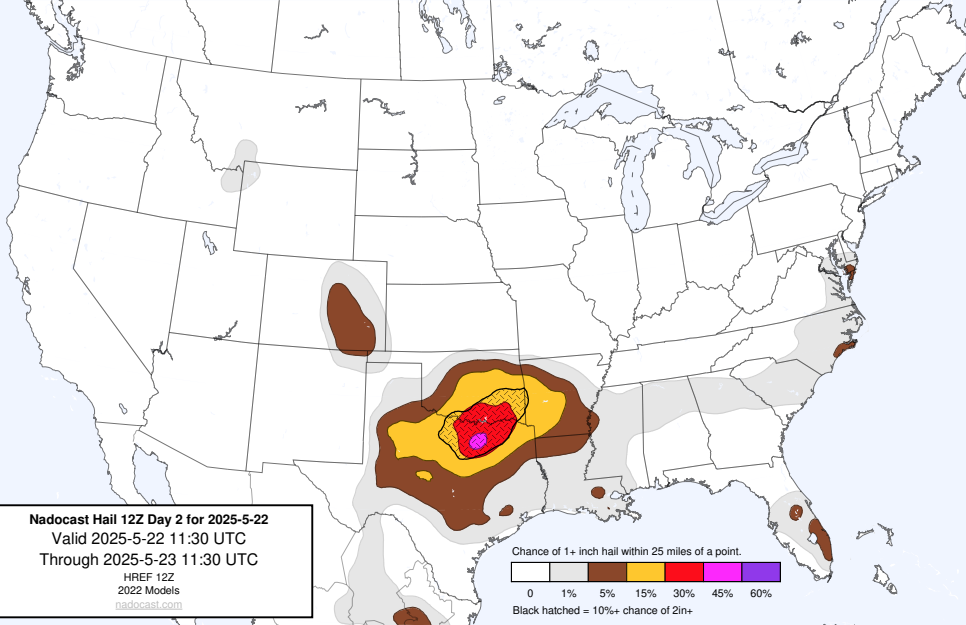 Nadocast Hail 12Z Day 2 for 2025-5-22
Valid 2025-5-22 11:30 UTC
Through 2025-5-23 11:30 UTC
HREF 12Z
2022 Models
nadocast.com
Chance of 1+ inch hail within 25 miles of a point.
0 1% 5% 15% 30% 45% 60%
Black hatched = 10%+ chance of 2in+